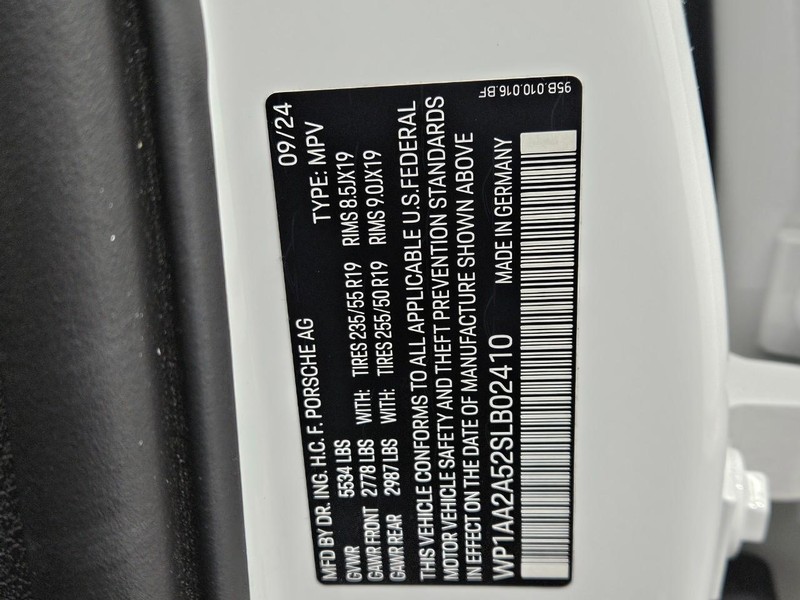 MFD BY DR. ING. H.C. F. PORSCHE AG 09/24
GVWR 5534 LBS TYPE: MPV
GAWR FRONT 2778 LBS WITH: TIRES 235/55 R19 RIMS 8.5JX19
GAWR REAR 2987 LBS WITH: TIRES 255/50 R19 RIMS 9.0JX19
THIS VEHICLE CONFORMS TO ALL APPLICABLE U.S.FEDERAL
MOTOR VEHICLE SAFETY AND THEFT PREVENTION STANDARDS
IN EFFECT ON THE DATE OF MANUFACTURE SHOWN ABOVE
WP1AA2A52SLB02410 MADE IN GERMANY
95B.010.016.BF